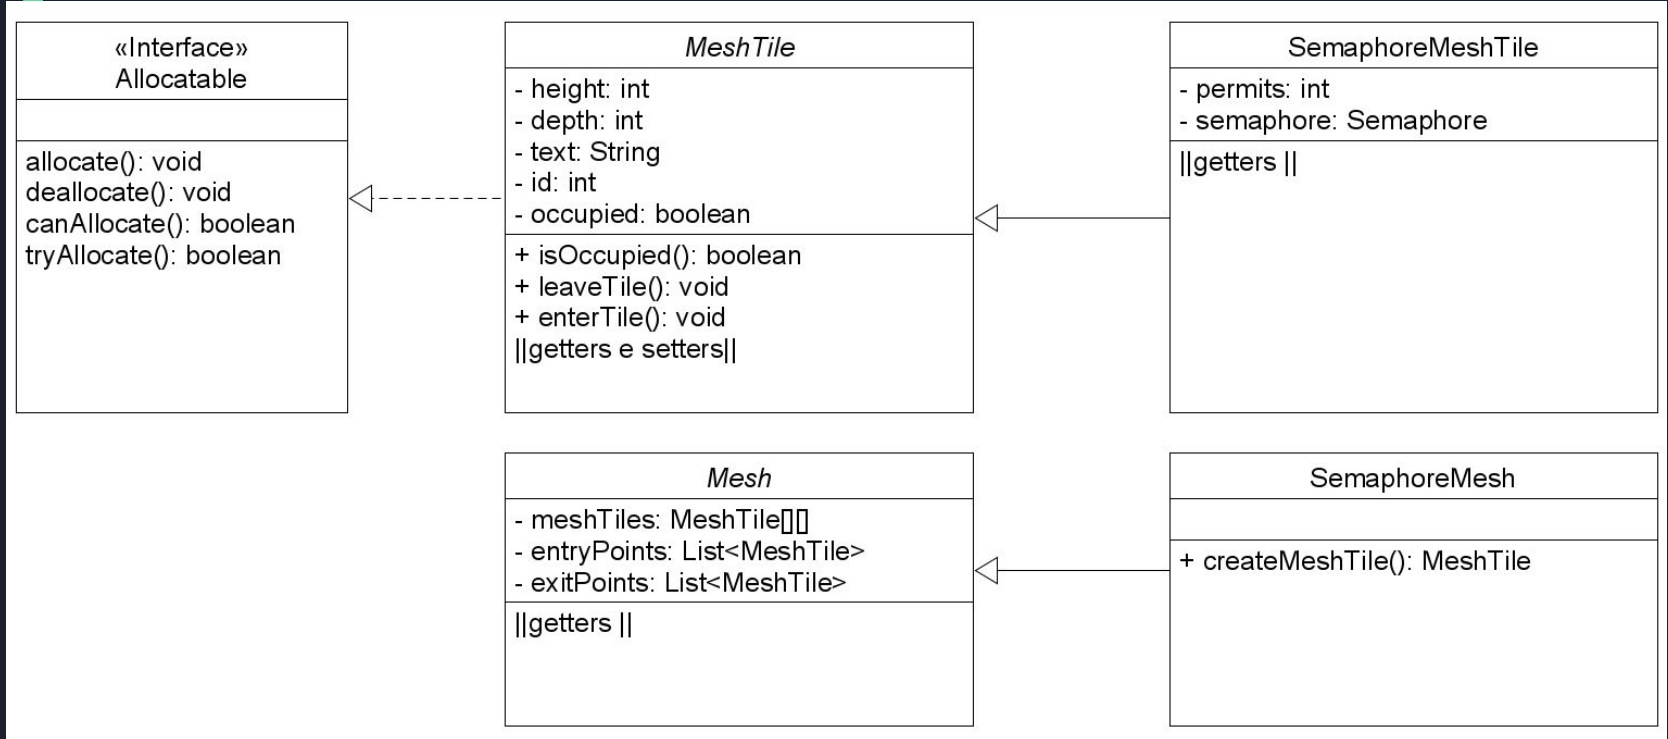 «Interface»
Allocatable
allocate(): void
deallocate(): void
canAllocate(): boolean
tryAllocate(): boolean
MeshTile
- height: int
- depth: int
- text: String
- id: int
- occupied: boolean
+ isOccupied(): boolean
+ leaveTile(): void
+ enterTile(): void
||getters e setters||
SemaphoreMeshTile
- permits: int
- semaphore: Semaphore
||getters ||
Mesh
- meshTiles: MeshTile[][]
- entryPoints: List<MeshTile>
- exitPoints: List<MeshTile>
||getters ||
SemaphoreMesh
+ createMeshTile(): MeshTile